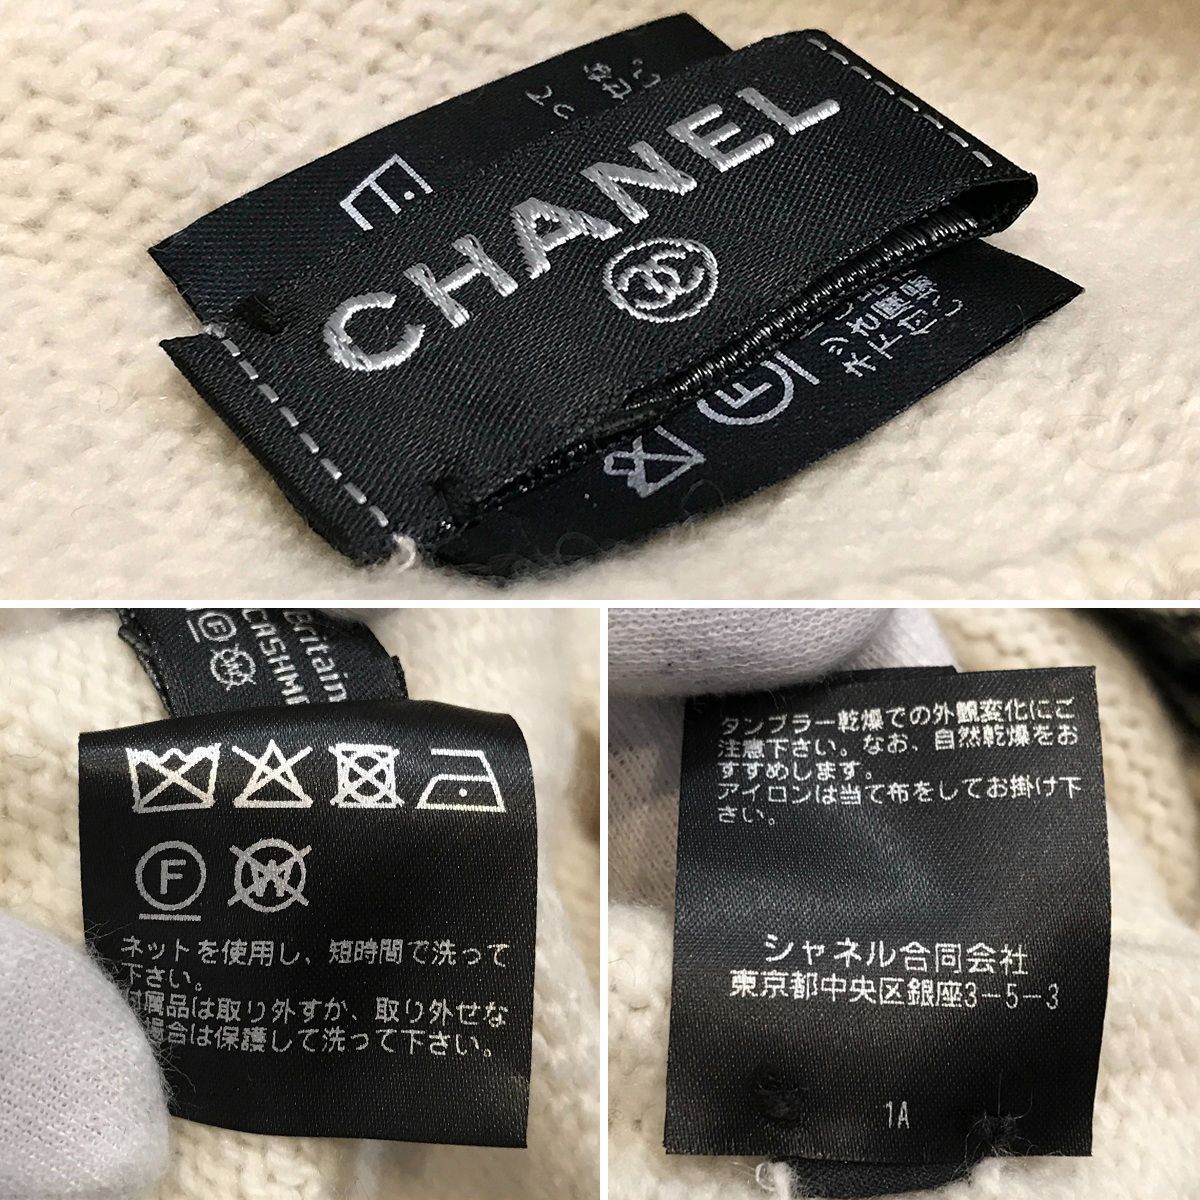 CHANEL
Britain
F
W
ネットを使用し、短時間で洗って
下さい。
付属品は取り外すか、取り外せな
場合は保護して洗って下さい。
タンブラー乾燥での外観変化にご
注意下さい。なお、自然乾燥をお
すすめします。
アイロンは当て布をしてお掛け下
さい。
シャネル合同会社
東京都中央区銀座3-5-3
1A